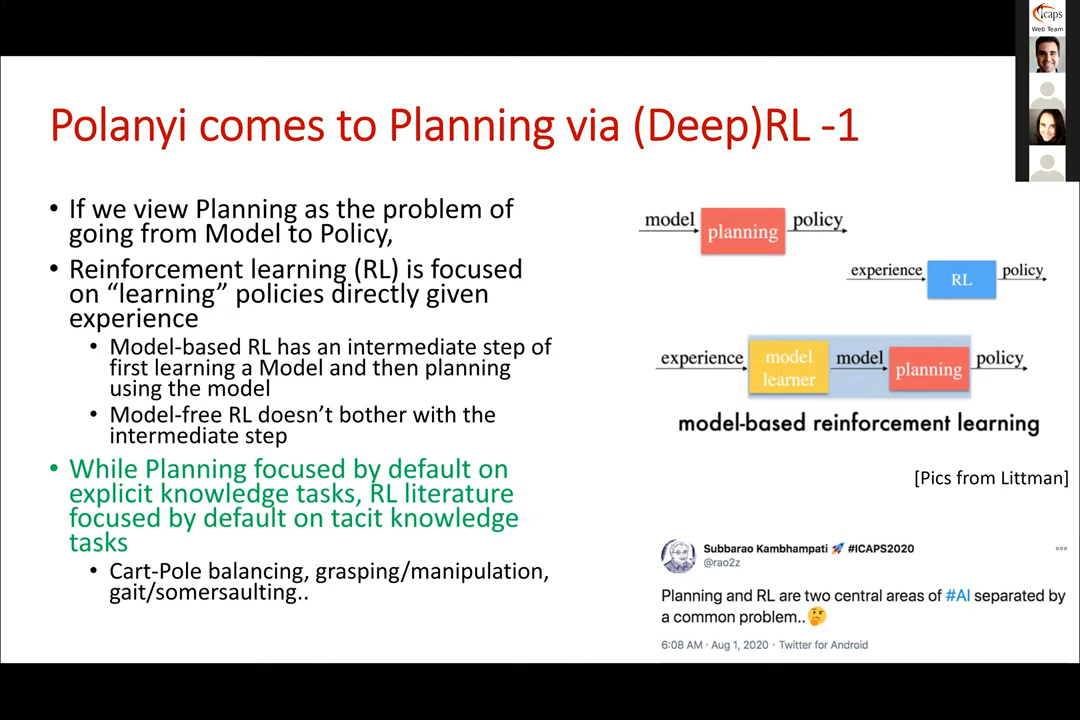 icaps
Web Team
Polanyi comes to Planning via (Deep)RL -1
• If we view Planning as the problem of
going from Model to Policy,
• Reinforcement learning (RL) is focused
on “learning” policies directly given
experience
• Model-based RL has an intermediate step of
first learning a Model and then planning
using the model
• Model-free RL doesn’t bother with the
intermediate step
• While Planning focused by default on
explicit knowledge tasks, RL literature
focused by default on tacit knowledge
tasks
• Cart-Pole balancing, grasping/manipulation,
gait/somersaulting..
model planning policy
experience RL policy
experience model learner model planning policy
model-based reinforcement learning
[Pics from Littman]
Subbarao Kambhampati 🚀 #ICAPS2020
@rao2z
Planning and RL are two central areas of #AI separated by
a common problem..🤔
6:08 AM · Aug 1, 2020 · Twitter for Android